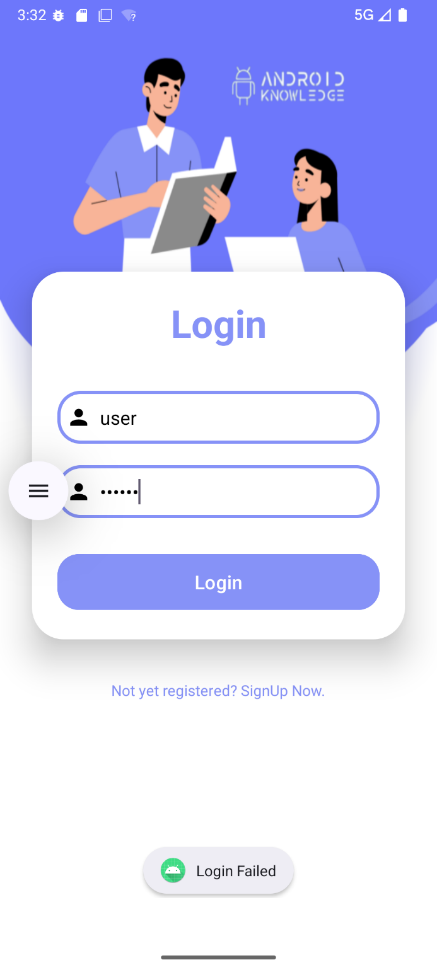 3:32
5G
ANDROID
KNOWLEDGE
Login
user
••••••
Login
Not yet registered? SignUp Now.
Login Failed